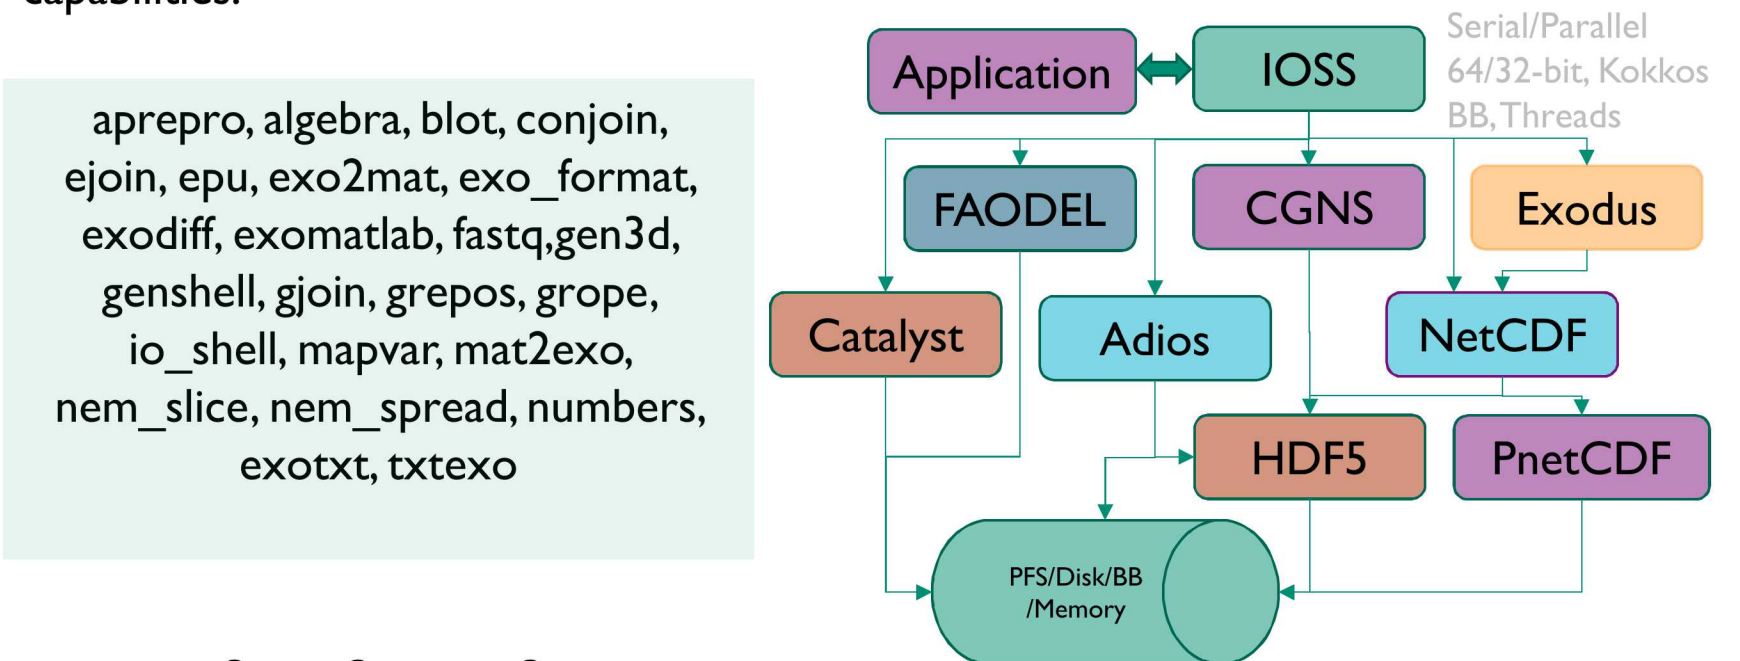 capabilities:
aprepro, algebra, blot, conjoin,
ejoin, epu, exo2mat, exo_format,
exodiff, exomatlab, fastq,gen3d,
genshell, gjoin, grepos, grope,
io_shell, mapvar, mat2exo,
nem_slice, nem_spread, numbers,
exotxt, txtexo
Application
IOSS
Serial/Parallel
64/32-bit, Kokkos
BB, Threads
FAODEL
CGNS
Exodus
Catalyst
Adios
NetCDF
HDF5
PnetCDF
PFS/Disk/BB
/Memory